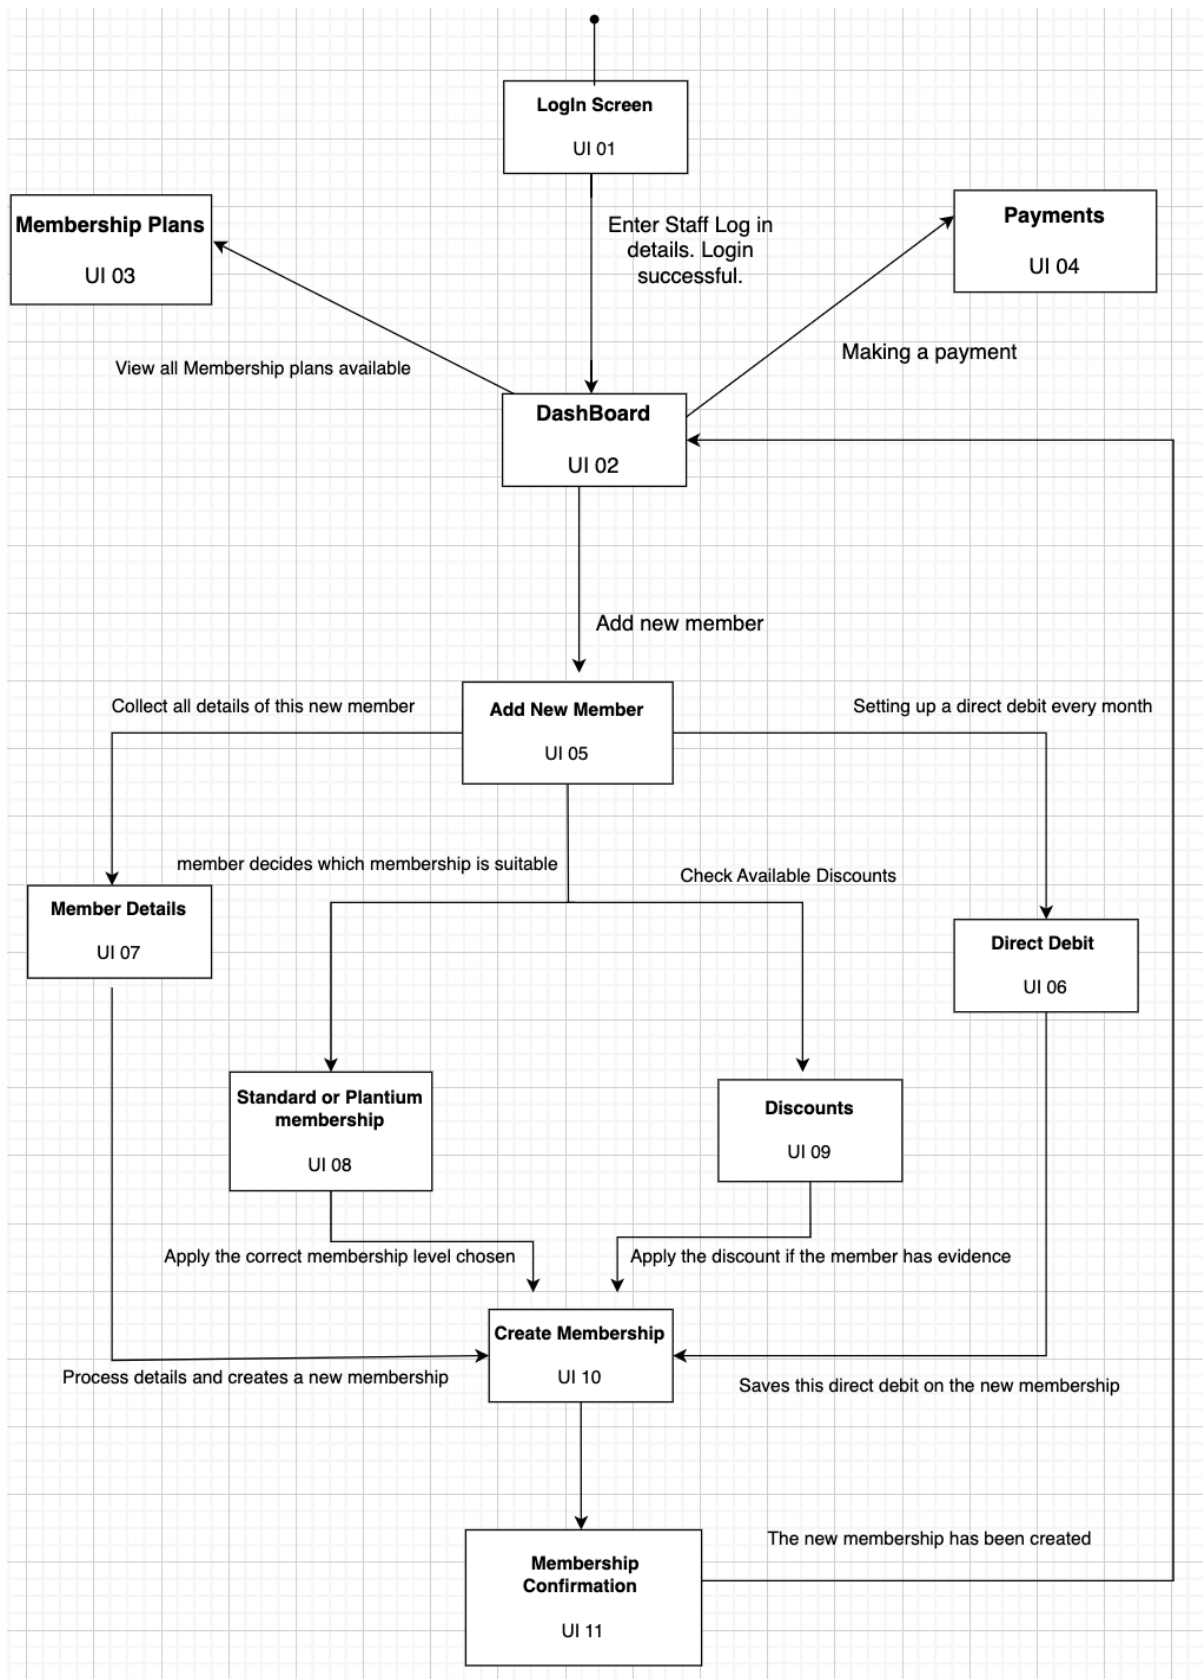 LogIn Screen
UI 01
Enter Staff Log in
details. Login
successful.
Membership Plans
UI 03
Payments
UI 04
View all Membership plans available
Making a payment
DashBoard
UI 02
Add new member
Collect all details of this new member
Add New Member
UI 05
Setting up a direct debit every month
member decides which membership is suitable
Check Available Discounts
Member Details
UI 07
Direct Debit
UI 06
Standard or Plantium
membership
UI 08
Discounts
UI 09
Apply the correct membership level chosen
Apply the discount if the member has evidence
Create Membership
UI 10
Process details and creates a new membership
Saves this direct debit on the new membership
Membership
Confirmation
UI 11
The new membership has been created